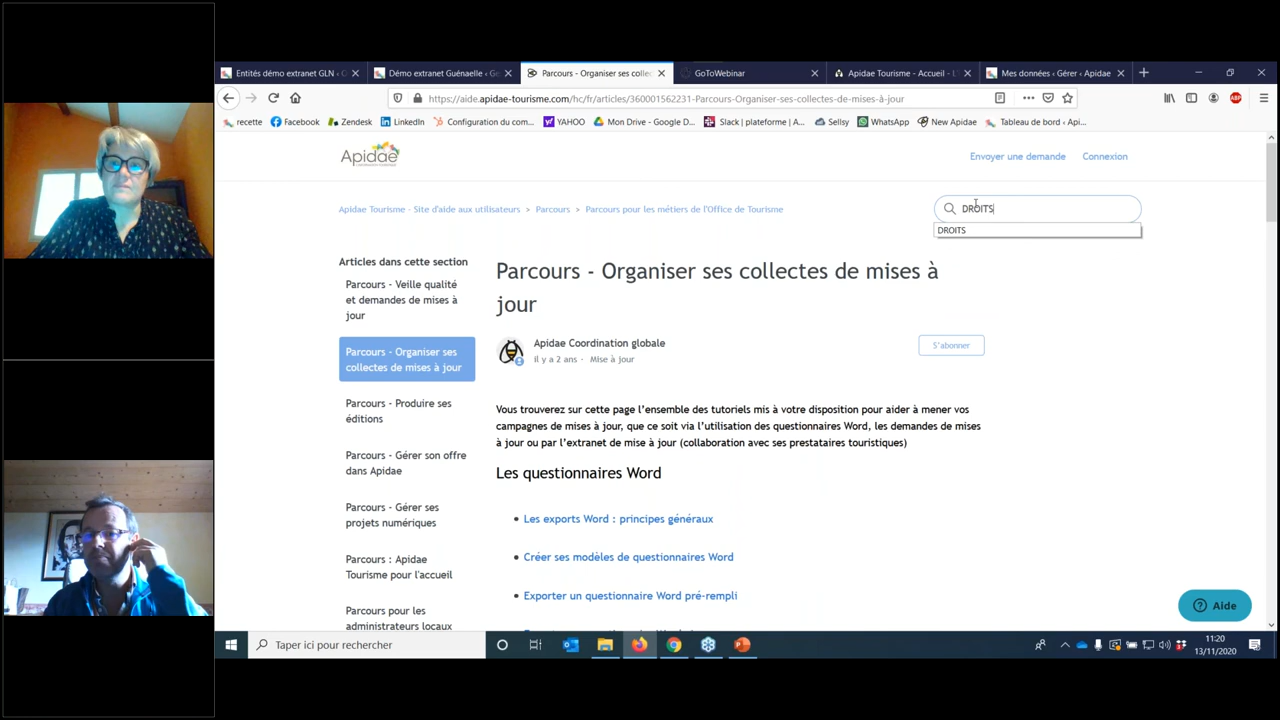 Entités démo extranet GLN ‹
Démo extranet Guénaelle ‹ Ge
Parcours - Organiser ses collec
GoToWebinar
Apidae Tourisme - Accueil - L'
Mes données ‹ Gérer ‹ Apidae
https://aide.apidae-tourisme.com/hc/fr/articles/360001562231-Parcours-Organiser-ses-collectes-de-mises-à-jour
ABP
recette
Facebook
Zendesk
LinkedIn
Configuration du com...
YAHOO
Mon Drive - Google D...
Slack | plateforme | A...
Sellsy
WhatsApp
New Apidae
Tableau de bord ‹ Api...
Apidae
Envoyer une demande
Connexion
Apidae Tourisme - Site d'aide aux utilisateurs
Parcours
Parcours pour les métiers de l'Office de Tourisme
DROITS
DROITS
Articles dans cette section
Parcours - Veille qualité
et demandes de mises à
jour
Parcours - Organiser ses
collectes de mises à jour
Parcours - Produire ses
éditions
Parcours - Gérer son offre
dans Apidae
Parcours - Gérer ses
projets numériques
Parcours : Apidae
Tourisme pour l'accueil
Parcours pour les
administrateurs locaux
Parcours - Organiser ses collectes de mises à
jour
Apidae Coordination globale
il y a 2 ans · Mise à jour
S'abonner
Vous trouverez sur cette page l'ensemble des tutoriels mis à votre disposition pour aider à mener vos
campagnes de mises à jour, que ce soit via l'utilisation des questionnaires Word, les demandes de mises
à jour ou par l'extranet de mise à jour (collaboration avec ses prestataires touristiques)
Les questionnaires Word
Les exports Word : principes généraux
Créer ses modèles de questionnaires Word
Exporter un questionnaire Word pré-rempli
Aide
Taper ici pour rechercher
11:20
13/11/2020